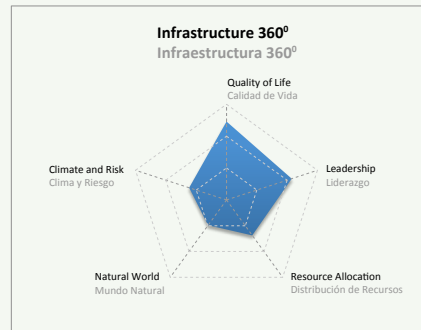 Infrastructure 360⁰
Infraestructura 360⁰
Quality of Life
Calidad de Vida
Climate and Risk
Clima y Riesgo
Leadership
Liderazgo
Natural World
Mundo Natural
Resource Allocation
Distribución de Recursos